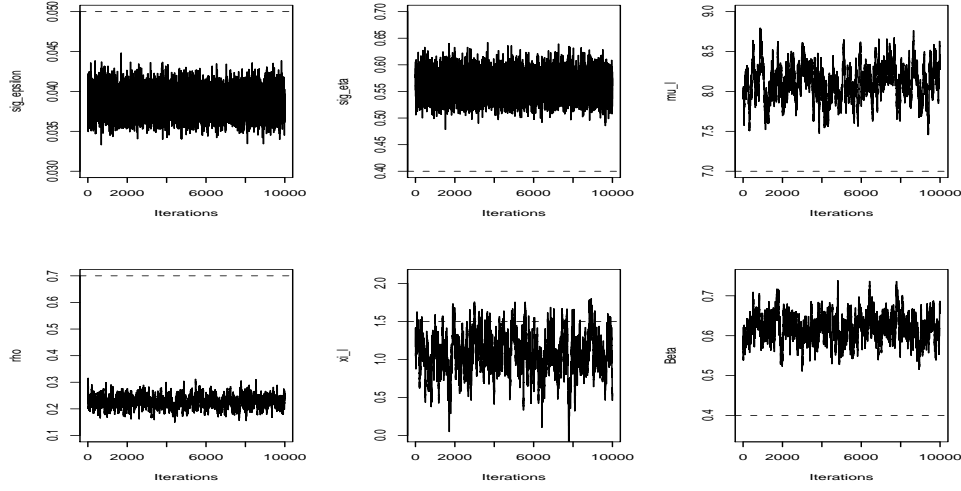 0.050
0.045
0.040
0.035
0.030
sig_epsilon
0 2000 6000 10000
Iterations
0.70
0.65
0.60
0.55
0.50
0.45
0.40
sig_eta
0 2000 6000 10000
Iterations
9.0
8.5
8.0
7.5
7.0
mu_l
0 2000 6000 10000
Iterations
0.7
0.6
0.5
0.4
0.3
0.2
0.1
rho
0 2000 6000 10000
Iterations
2.0
1.5
1.0
0.5
0.0
xi_l
0 2000 6000 10000
Iterations
0.7
0.6
0.5
0.4
Beta
0 2000 6000 10000
Iterations